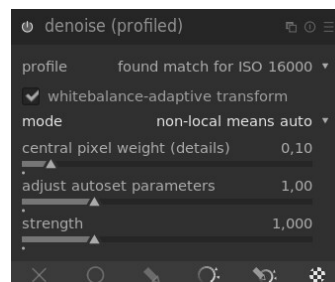 denoise (profiled)
profile found match for ISO 16000
whitebalance-adaptive transform
mode non-local means auto
central pixel weight (details) 0,10
adjust autoset parameters 1,00
strength 1,000